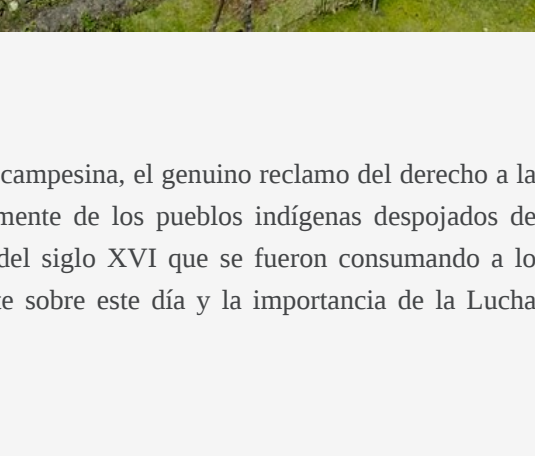 campesina, el genuino reclamo del derecho a la
mente de los pueblos indígenas despojados de
del siglo XVI que se fueron consumando a lo
te sobre este día y la importancia de la Lucha